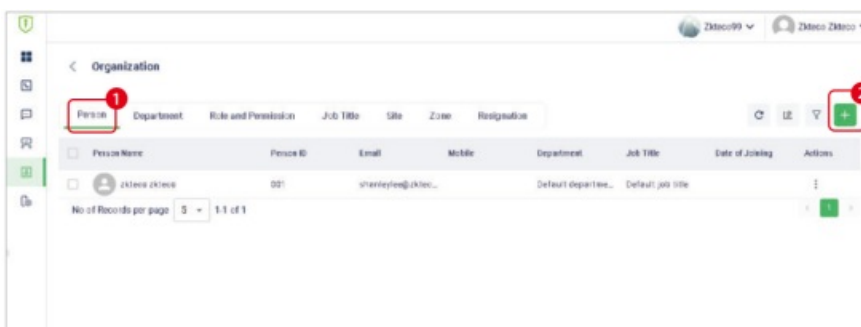 Zkteco99 Zkteco Zkteco
< Organization
1
2
Person Department Role and Permission Job Title Site Zone Resignation
Person Name Person ID Email Mobile Department Job Title Date of Joining Actions
zkteco zkteco 001 shenleylee@zktec... Default departme... Default job title
No of Records per page 5 1-1 of 1 < 1 >